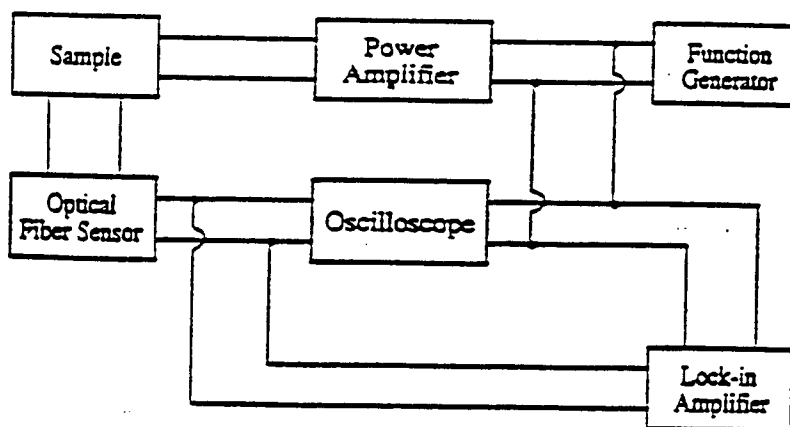 Sample
Power
Amplifier
Function
Generator
Optical
Fiber Sensor
Oscilloscope
Lock-in
Amplifier